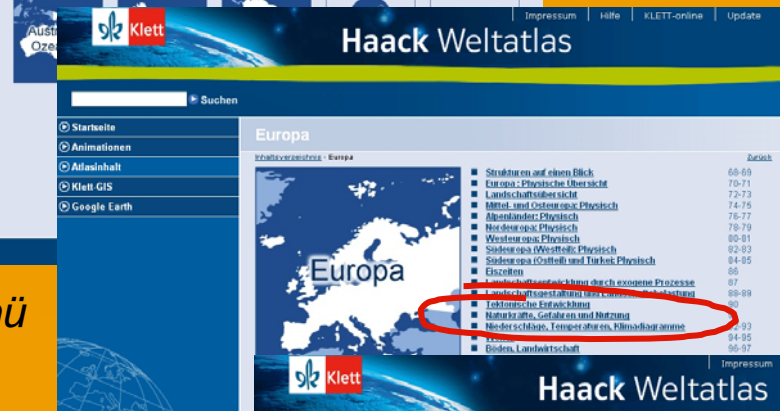 Impressum Hilfe KLETT-online Update
Klett
Haack Weltatlas
Suchen
Startseite
Animationen
Atlasinhalt
Klett-GIS
Google Earth
Europa
Inhaltsverzeichnis - Europa Zurück
Europa
Strukturen auf einen Blick 68-69
Europa: Physische Übersicht 70-71
Landschaftsübersicht 72-73
Mittel- und Osteuropa: Physisch 74-75
Alpenländer: Physisch 76-77
Nordeuropa: Physisch 78-79
Westeuropa: Physisch 80-81
Südeuropa (Westteil): Physisch 82-83
Südeuropa (Ostteil) und Türkei: Physisch 84-85
Eiszeiten 86
Landschaftsentwicklung durch exogene Prozesse 87
Landschaftsgestaltung und 88-89
Tektonische Entwicklung 90
Naturkräfte, Gefahren und Nutzung
Niederschläge, Temperaturen, Klimadiagramme
94-95
Böden, Landwirtschaft 96-97
Impressum
Klett
Haack Weltatlas